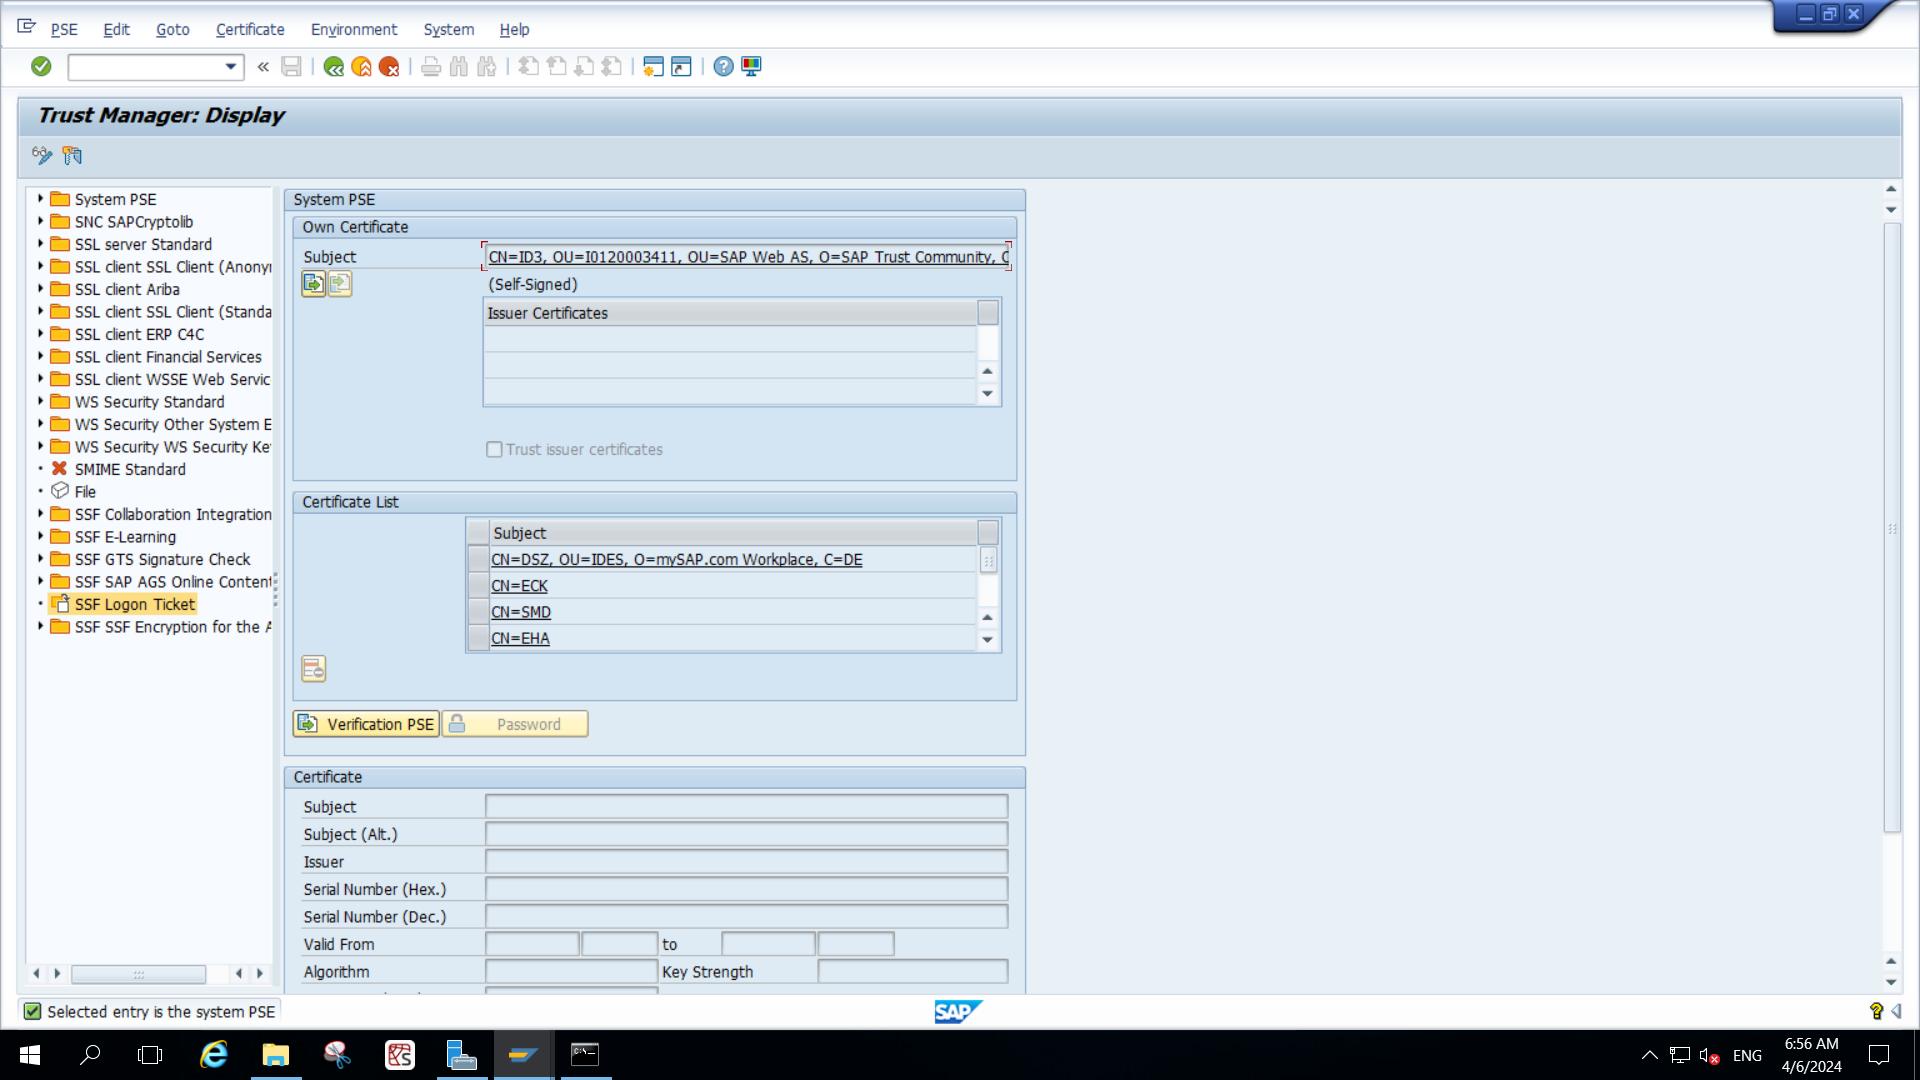 PSE Edit Goto Certificate Environment System Help
Trust Manager: Display
System PSE
SNC SAPCryptolib
SSL server Standard
SSL client SSL Client (Anony
SSL client Ariba
SSL client SSL Client (Standa
SSL client ERP C4C
SSL client Financial Services
SSL client WSSE Web Servic
WS Security Standard
WS Security Other System E
WS Security WS Security Ke
SMIME Standard
File
SSF Collaboration Integration
SSF E-Learning
SSF GTS Signature Check
SSF SAP AGS Online Content
SSF Logon Ticket
SSF SSF Encryption for the A
System PSE
Own Certificate
Subject CN=ID3, OU=I0120003411, OU=SAP Web AS, O=SAP Trust Community, C
(Self-Signed)
Issuer Certificates
Trust issuer certificates
Certificate List
Subject
CN=DSZ, OU=IDES, O=mySAP.com Workplace, C=DE
CN=ECK
CN=SMD
CN=EHA
Verification PSE Password
Certificate
Subject
Subject (Alt.)
Issuer
Serial Number (Hex.)
Serial Number (Dec.)
Valid From to
Algorithm Key Strength
Selected entry is the system PSE
SAP
ENG
6:56 AM
4/6/2024